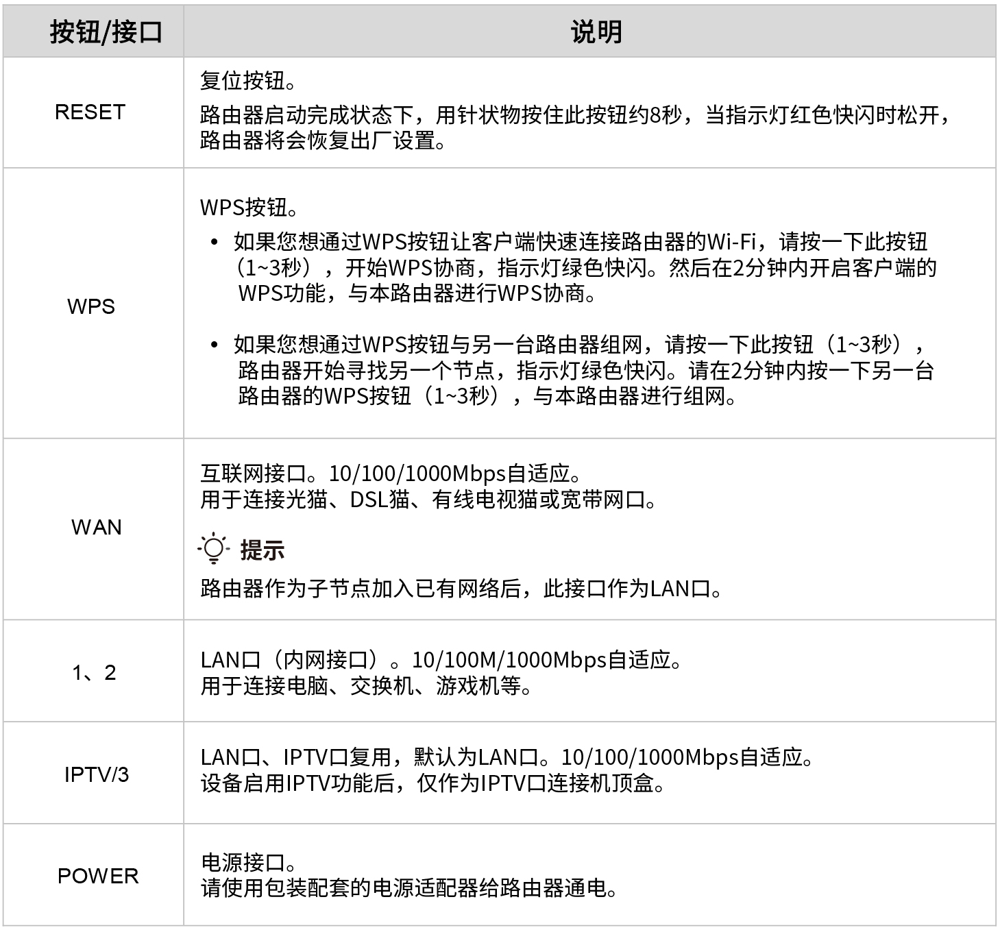 按钮/接口
说明
RESET
复位按钮。
路由器启动完成状态下，用针状物按住此按钮约8秒，当指示灯红色快闪时松开，
路由器将会恢复出厂设置。
WPS
WPS按钮。
• 如果您想通过WPS按钮让客户端快速连接路由器的Wi-Fi，请按一下此按钮
（1~3秒），开始WPS协商，指示灯绿色快闪。然后在2分钟内开启客户端的
WPS功能，与本路由器进行WPS协商。
• 如果您想通过WPS按钮与另一台路由器组网，请按一下此按钮（1~3秒），
路由器开始寻找另一个节点，指示灯绿色快闪。请在2分钟内按一下另一台
路由器的WPS按钮（1~3秒），与本路由器进行组网。
WAN
互联网接口。10/100/1000Mbps自适应。
用于连接光猫、DSL猫、有线电视猫或宽带网口。
提示
路由器作为子节点加入已有网络后，此接口作为LAN口。
1、2
LAN口（内网接口）。10/100M/1000Mbps自适应。
用于连接电脑、交换机、游戏机等。
IPTV/3
LAN口、IPTV口复用，默认为LAN口。10/100/1000Mbps自适应。
设备启用IPTV功能后，仅作为IPTV口连接机顶盒。
POWER
电源接口。
请使用包装配套的电源适配器给路由器通电。